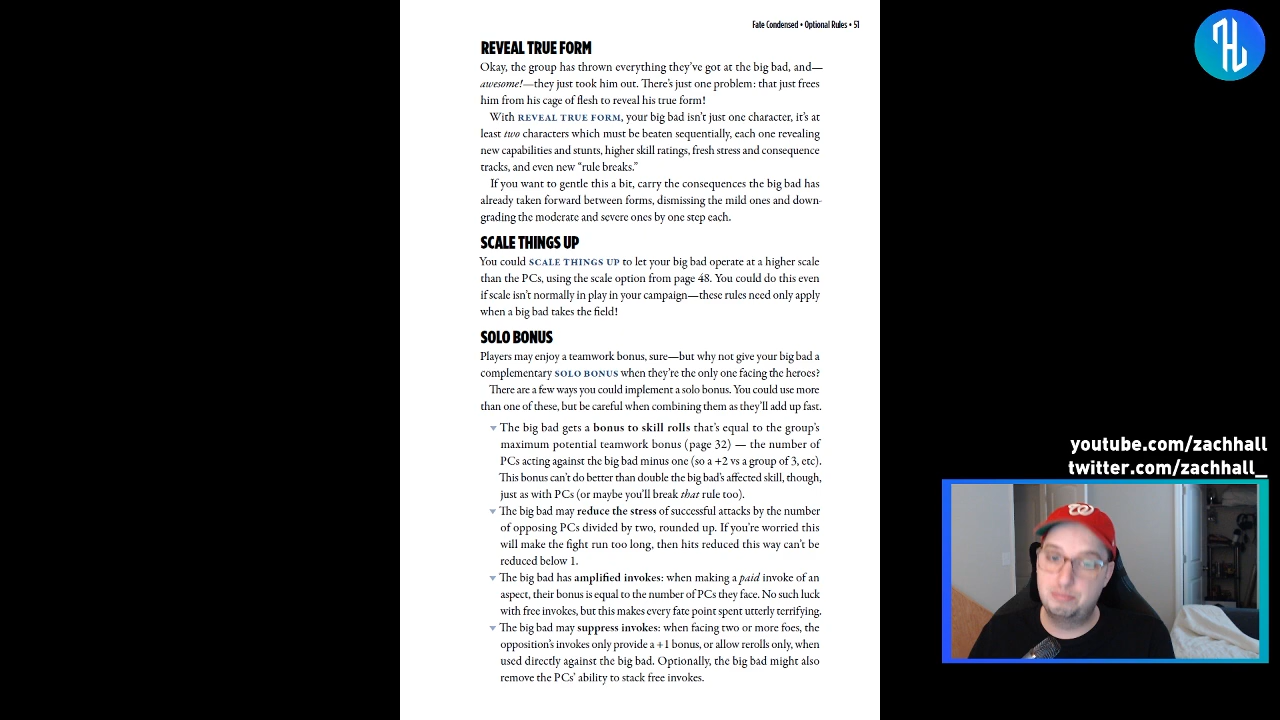 Fate Condensed • Optional Rules • 51
REVEAL TRUE FORM
Okay, the group has thrown everything they've got at the big bad, and—
awesome!—they just took him out. There's just one problem: that just frees
him from his cage of flesh to reveal his true form!
With REVEAL TRUE FORM, your big bad isn't just one character, it's at
least two characters which must be beaten sequentially, each one revealing
new capabilities and stunts, higher skill ratings, fresh stress and consequence
tracks, and even new “rule breaks.”
If you want to gentle this a bit, carry the consequences the big bad has
already taken forward between forms, dismissing the mild ones and down-
grading the moderate and severe ones by one step each.
SCALE THINGS UP
You could SCALE THINGS UP to let your big bad operate at a higher scale
than the PCs, using the scale option from page 48. You could do this even
if scale isn't normally in play in your campaign—these rules need only apply
when a big bad takes the field!
SOLO BONUS
Players may enjoy a teamwork bonus, sure—but why not give your big bad a
complementary SOLO BONUS when they're the only one facing the heroes?
There are a few ways you could implement a solo bonus. You could use more
than one of these, but be careful when combining them as they'll add up fast.
The big bad gets a bonus to skill rolls that's equal to the group's
maximum potential teamwork bonus (page 32) — the number of
PCs acting against the big bad minus one (so a +2 vs a group of 3, etc).
This bonus can't do better than double the big bad's affected skill, though,
just as with PCs (or maybe you'll break that rule too).
The big bad may reduce the stress of successful attacks by the number
of opposing PCs divided by two, rounded up. If you're worried this
will make the fight run too long, then hits reduced this way can't be
reduced below 1.
The big bad has amplified invokes: when making a paid invoke of an
aspect, their bonus is equal to the number of PCs they face. No such luck
with free invokes, but this makes every fate point spent utterly terrifying.
The big bad may suppress invokes: when facing two or more foes, the
opposition's invokes only provide a +1 bonus, or allow rerolls only, when
used directly against the big bad. Optionally, the big bad might also
remove the PCs' ability to stack free invokes.
youtube.com/zachhall
twitter.com/zachhall_